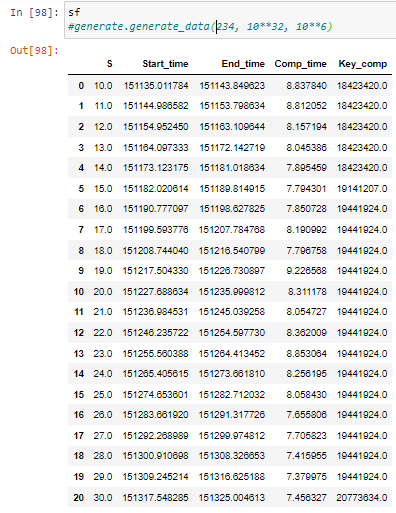 In [98]: sf
#generate.generate_data(234, 10**32, 10**6)
Out[98]:
S Start_time End_time Comp_time Key_comp
0 10.0 151135.011784 151143.849623 8.837840 18423420.0
1 11.0 151144.986582 151153.798634 8.812052 18423420.0
2 12.0 151154.952450 151163.109644 8.157194 18423420.0
3 13.0 151164.097333 151172.142719 8.045386 18423420.0
4 14.0 151173.123175 151181.018634 7.895459 18423420.0
5 15.0 151182.020614 151189.814915 7.794301 19141207.0
6 16.0 151190.777097 151198.627825 7.850728 19441924.0
7 17.0 151199.593776 151207.784768 8.190992 19441924.0
8 18.0 151208.744040 151216.540799 7.796758 19441924.0
9 19.0 151217.504330 151226.730897 9.226568 19441924.0
10 20.0 151227.688634 151235.999812 8.311178 19441924.0
11 21.0 151236.984531 151245.039258 8.054727 19441924.0
12 22.0 151246.235722 151254.597730 8.362009 19441924.0
13 23.0 151255.560388 151264.413452 8.853064 19441924.0
14 24.0 151265.405615 151273.661810 8.256195 19441924.0
15 25.0 151274.653601 151282.712032 8.058430 19441924.0
16 26.0 151283.661920 151291.317726 7.655806 19441924.0
17 27.0 151292.268989 151299.974812 7.705823 19441924.0
18 28.0 151300.910698 151308.326653 7.415955 19441924.0
19 29.0 151309.245214 151316.625188 7.379975 19441924.0
20 30.0 151317.548285 151325.004613 7.456327 20773634.0